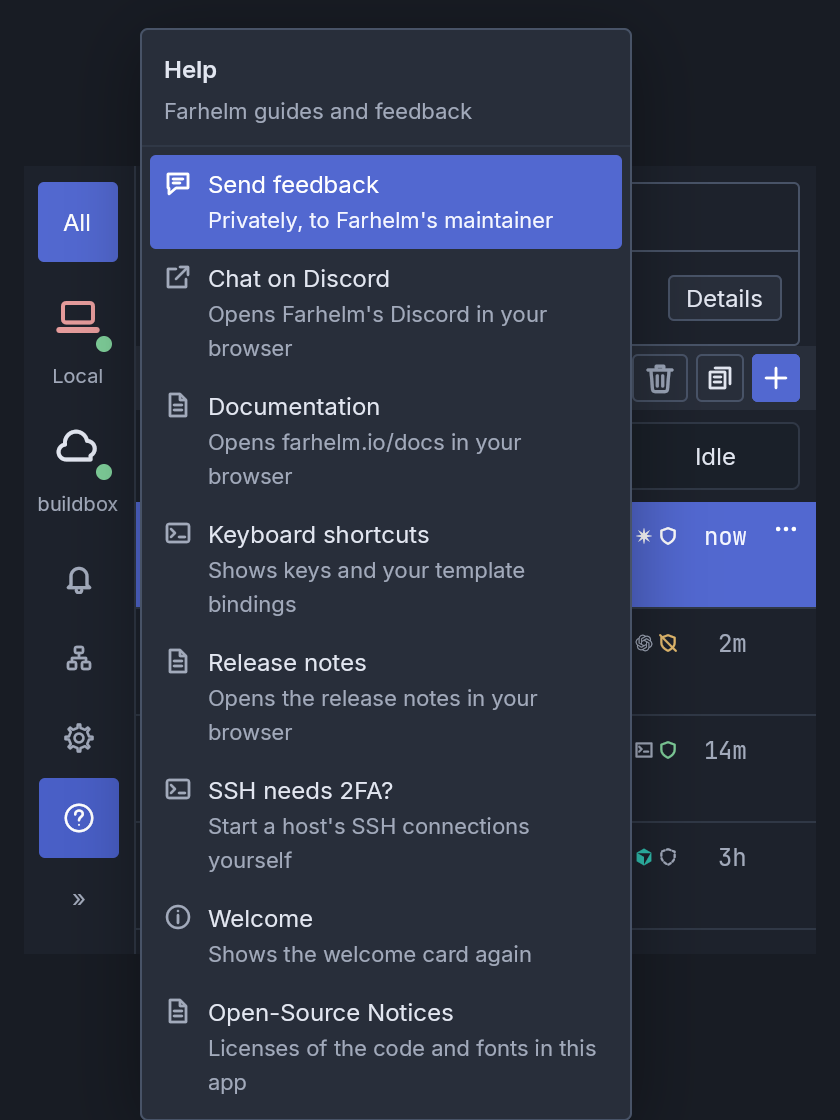 Help
Farhelm guides and feedback
Send feedback
Privately, to Farhelm's maintainer
Chat on Discord
Opens Farhelm's Discord in your
browser
Documentation
Opens farhelm.io/docs in your
browser
Keyboard shortcuts
Shows keys and your template
bindings
Release notes
Opens the release notes in your
browser
SSH needs 2FA?
Start a host's SSH connections
yourself
Welcome
Shows the welcome card again
Open-Source Notices
Licenses of the code and fonts in this
app
All
Local
buildbox
»
Details
Idle
now
2m
14m
3h